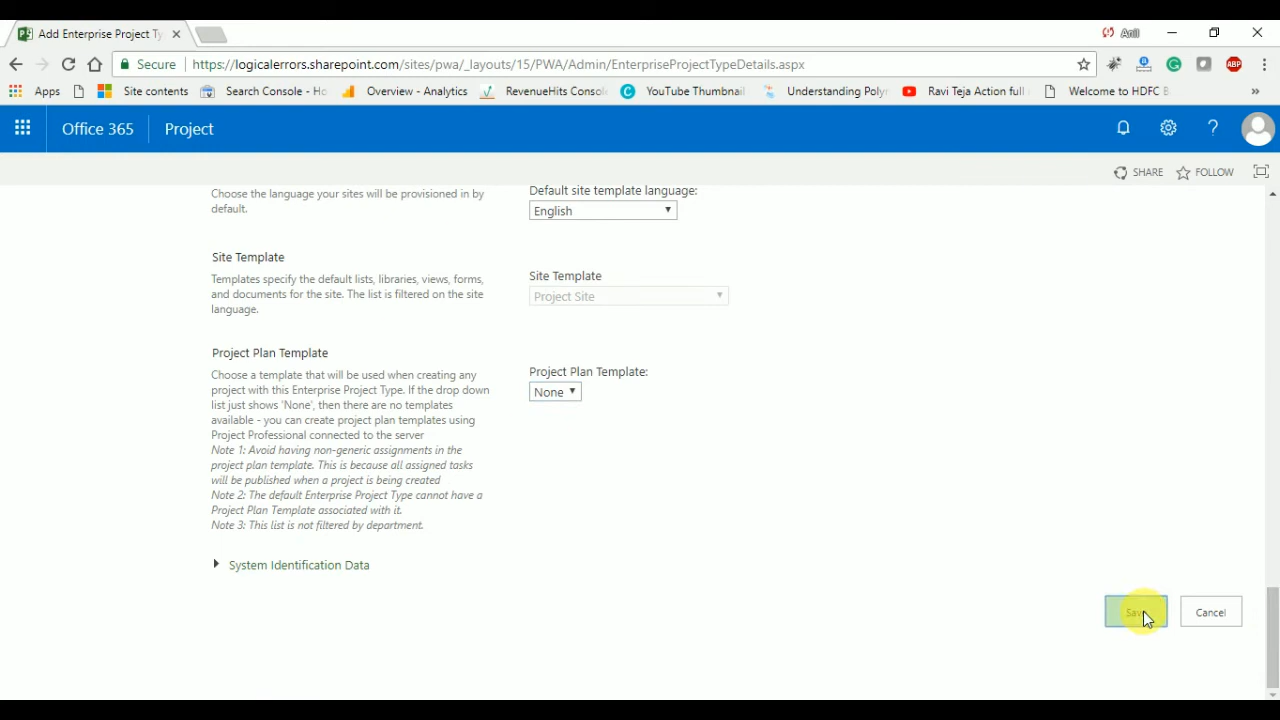 Add Enterprise Project Ty
Anil
Secure
https://logicalerrors.sharepoint.com/sites/pwa/_layouts/15/PWA/Admin/EnterpriseProjectTypeDetails.aspx
ABP
Apps
Site contents
Search Console - Ho
Overview - Analytics
RevenueHits Consol
YouTube Thumbnail
Understanding Poly
Ravi Teja Action full
Welcome to HDFC B
Office 365
Project
SHARE
FOLLOW
Choose the language your sites will be provisioned in by
default.
Default site template language:
English
Site Template
Templates specify the default lists, libraries, views, forms,
and documents for the site. The list is filtered on the site
language.
Site Template
Project Site
Project Plan Template
Choose a template that will be used when creating any
project with this Enterprise Project Type. If the drop down
list just shows 'None', then there are no templates
available - you can create project plan templates using
Project Professional connected to the server
Note 1: Avoid having non-generic assignments in the
project plan template. This is because all assigned tasks
will be published when a project is being created
Note 2: The default Enterprise Project Type cannot have a
Project Plan Template associated with it.
Note 3: This list is not filtered by department.
Project Plan Template:
None
System Identification Data
Save
Cancel